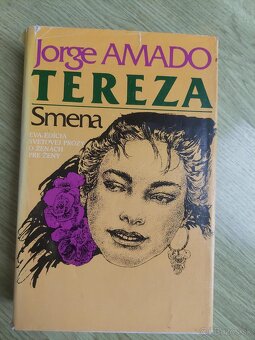 Jorge AMADO
TEREZA
Smena
EVA-EDÍCIA
SVETOVEJ PRÓZY
O ŽENÁCH
PRE ŽENY